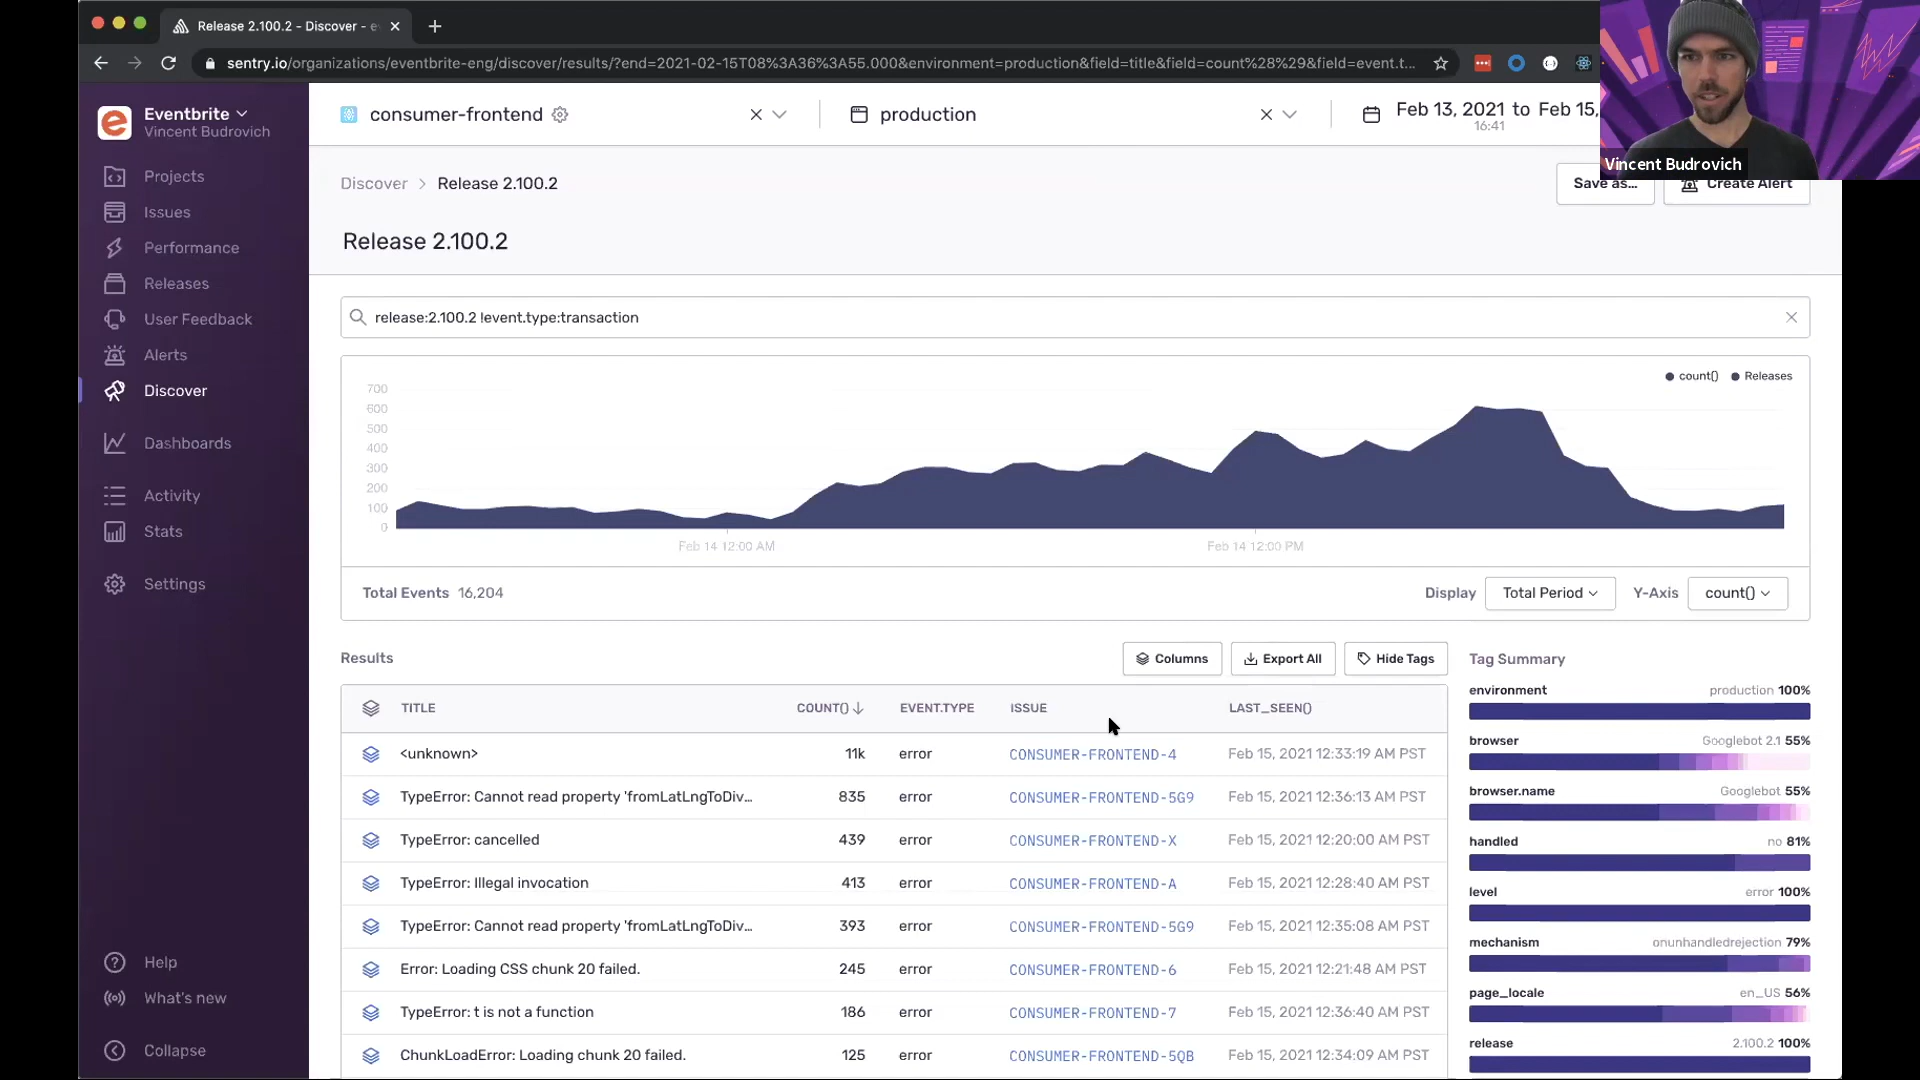 Release 2.100.2 - Discover - ev
sentry.io/organizations/eventbrite-eng/discover/results/?end=2021-02-15T08%3A36%3A55.000&environment=production&field=title&field=count%28%29&field=event.t...
Eventbrite
Vincent Budrovich
Projects
Issues
Performance
Releases
User Feedback
Alerts
Discover
Dashboards
Activity
Stats
Settings
Help
What's new
Collapse
consumer-frontend
production
Feb 13, 2021 to Feb 15,
16:41
Vincent Budrovich
Discover > Release 2.100.2
Save as...
Create Alert
Release 2.100.2
release:2.100.2 !event.type:transaction
count() Releases
700
600
500
400
300
200
100
0
Feb 14 12:00 AM Feb 14 12:00 PM
Total Events 16,204
Display Total Period Y-Axis count()
Results
Columns Export All Hide Tags
TITLE COUNT() EVENT.TYPE ISSUE LAST_SEEN()
<unknown> 11k error CONSUMER-FRONTEND-4 Feb 15, 2021 12:33:19 AM PST
TypeError: Cannot read property 'fromLatLngToDiv... 835 error CONSUMER-FRONTEND-5G9 Feb 15, 2021 12:36:13 AM PST
TypeError: cancelled 439 error CONSUMER-FRONTEND-X Feb 15, 2021 12:20:00 AM PST
TypeError: Illegal invocation 413 error CONSUMER-FRONTEND-A Feb 15, 2021 12:28:40 AM PST
TypeError: Cannot read property 'fromLatLngToDiv... 393 error CONSUMER-FRONTEND-5G9 Feb 15, 2021 12:35:08 AM PST
Error: Loading CSS chunk 20 failed. 245 error CONSUMER-FRONTEND-6 Feb 15, 2021 12:21:48 AM PST
TypeError: t is not a function 186 error CONSUMER-FRONTEND-7 Feb 15, 2021 12:36:40 AM PST
ChunkLoadError: Loading chunk 20 failed. 125 error CONSUMER-FRONTEND-5QB Feb 15, 2021 12:34:09 AM PST
Tag Summary
environment production 100%
browser Googlebot 2.1 55%
browser.name Googlebot 55%
handled no 81%
level error 100%
mechanism onunhandledrejection 79%
page_locale en_US 56%
release 2.100.2 100%